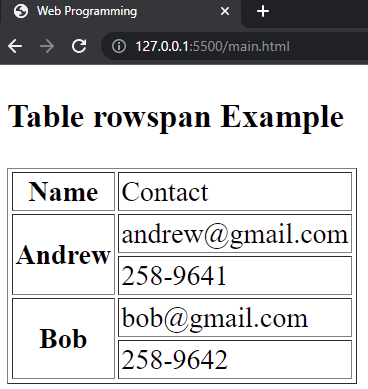 Web Programming
127.0.0.1:5500/main.html
Table rowspan Example
Name Contact
Andrew andrew@gmail.com
258-9641
Bob bob@gmail.com
258-9642